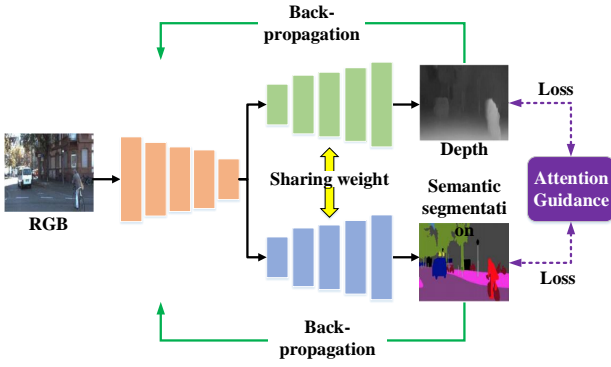 Back-
propagation
Loss
Depth
Sharing weight
RGB
Semantic
segmentati
on
Attention
Guidance
Loss
Back-
propagation